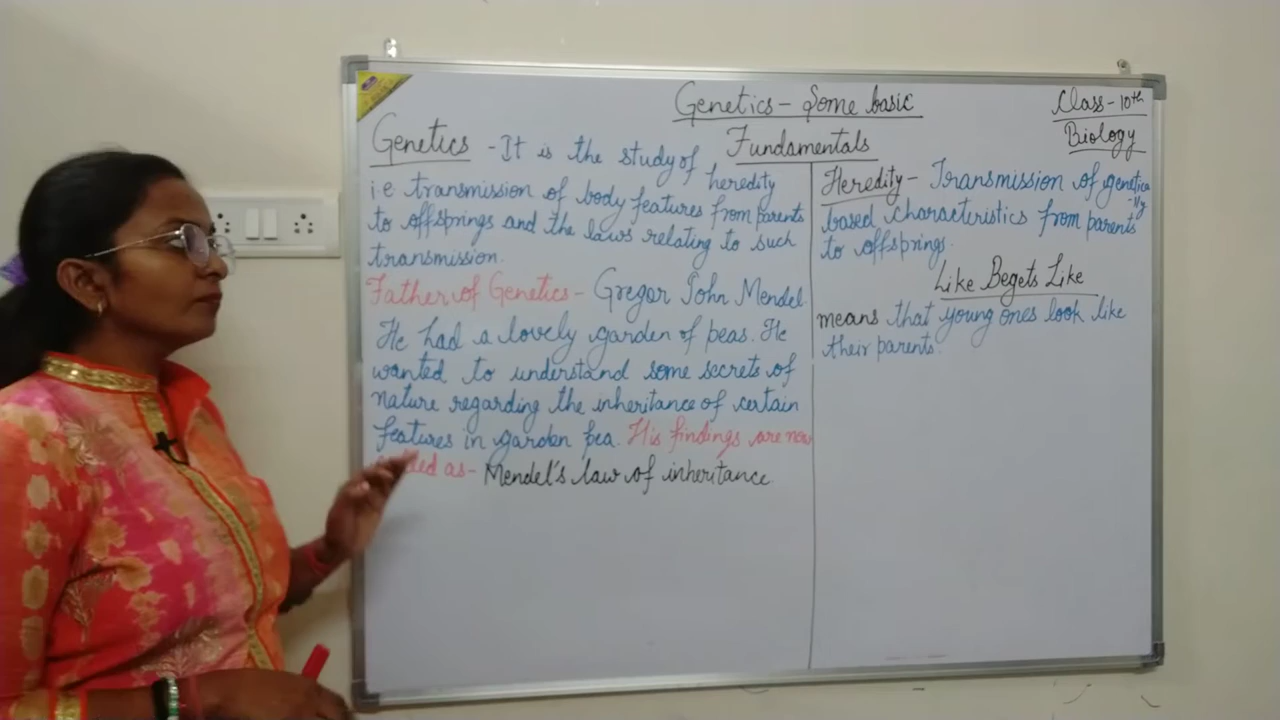 Genetics - Some basic
Fundamentals
Class - 10th
Biology
Genetics - It is the study of heredity
i.e. transmission of body features from parents
to offsprings and the laws relating to such
transmission.
Father of Genetics - Gregor John Mendel
He had a lovely garden of peas. He
wanted to understand some secrets of
nature regarding the inheritance of certain
features in garden pea. His findings are now
as - Mendel's law of inheritance
Heredity - Transmission of genetica
-lly
based characteristics from parents
to offsprings.
Like Begets Like
means that young ones look like
their parents.